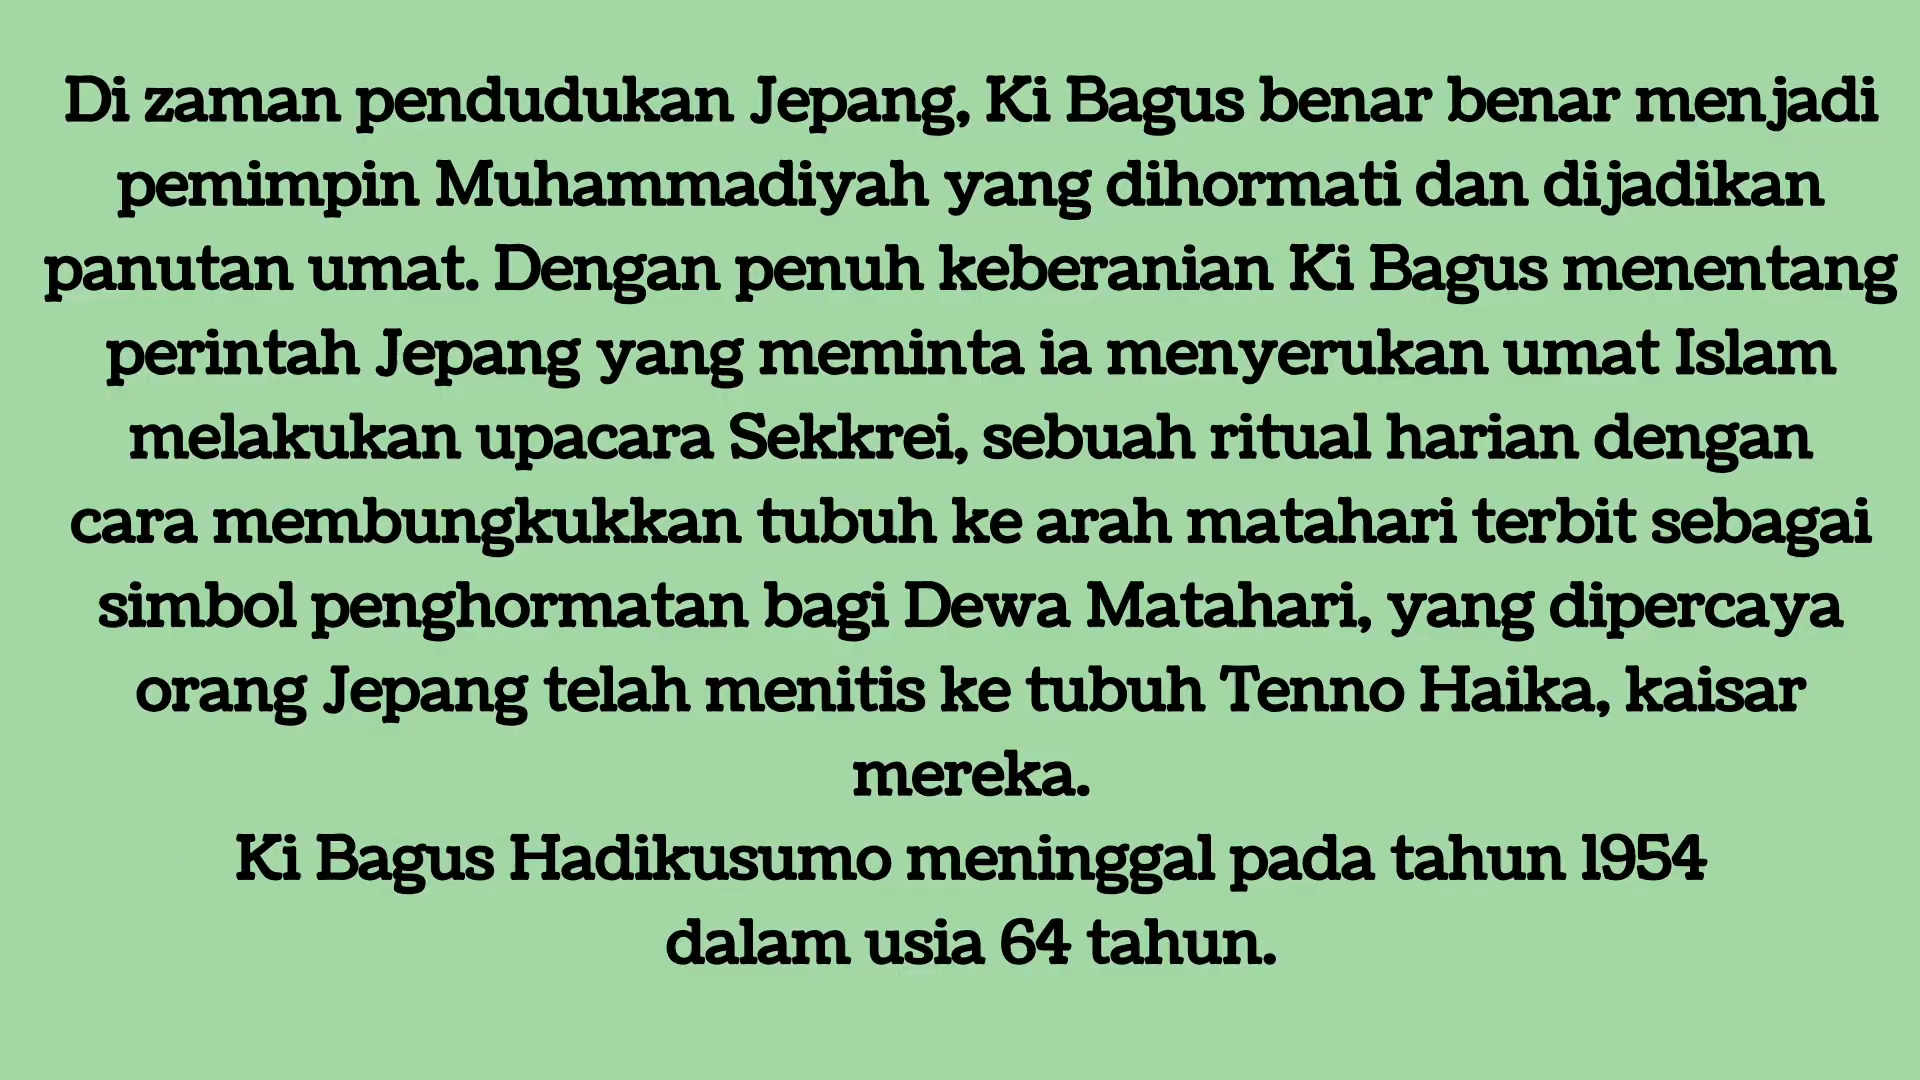 Di zaman pendudukan Jepang, Ki Bagus benar benar menjadi
pemimpin Muhammadiyah yang dihormati dan dijadikan
panutan umat. Dengan penuh keberanian Ki Bagus menentang
perintah Jepang yang meminta ia menyerukan umat Islam
melakukan upacara Sekkrei, sebuah ritual harian dengan
cara membungkukkan tubuh ke arah matahari terbit sebagai
simbol penghormatan bagi Dewa Matahari, yang dipercaya
orang Jepang telah menitis ke tubuh Tenno Haika, kaisar
mereka.
Ki Bagus Hadikusumo meninggal pada tahun 1954
dalam usia 64 tahun.